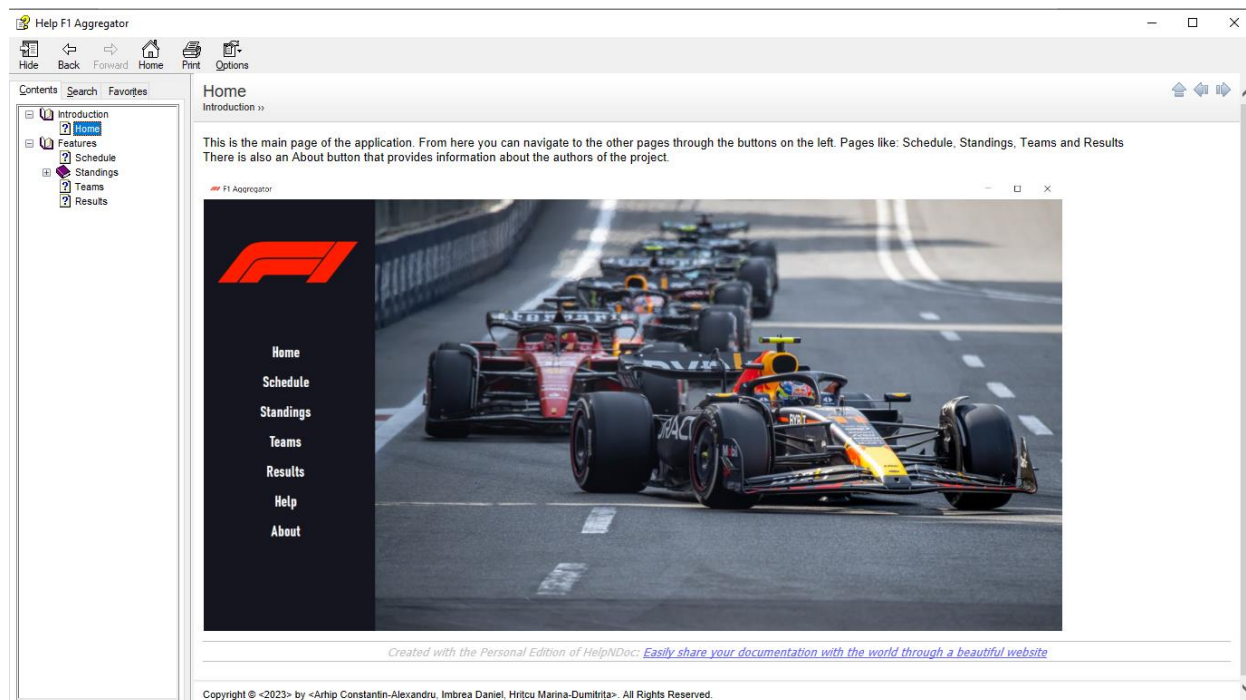 Help F1 Aggregator
Hide Back Forward Home Print Options
Contents Search Favorites
Introduction
Home
Features
Schedule
Standings
Teams
Results
Home
Introduction ››
This is the main page of the application. From here you can navigate to the other pages through the buttons on the left. Pages like: Schedule, Standings, Teams and Results
There is also an About button that provides information about the authors of the project.
F1 Aggregator
Home
Schedule
Standings
Teams
Results
Help
About
ORACL
BYBIT
Mobil
Created with the Personal Edition of HelpNDoc: Easily share your documentation with the world through a beautiful website
Copyright © <2023> by <Arhip Constantin-Alexandru, Imbrea Daniel, Hrițcu Marina-Dumitrița>. All Rights Reserved.